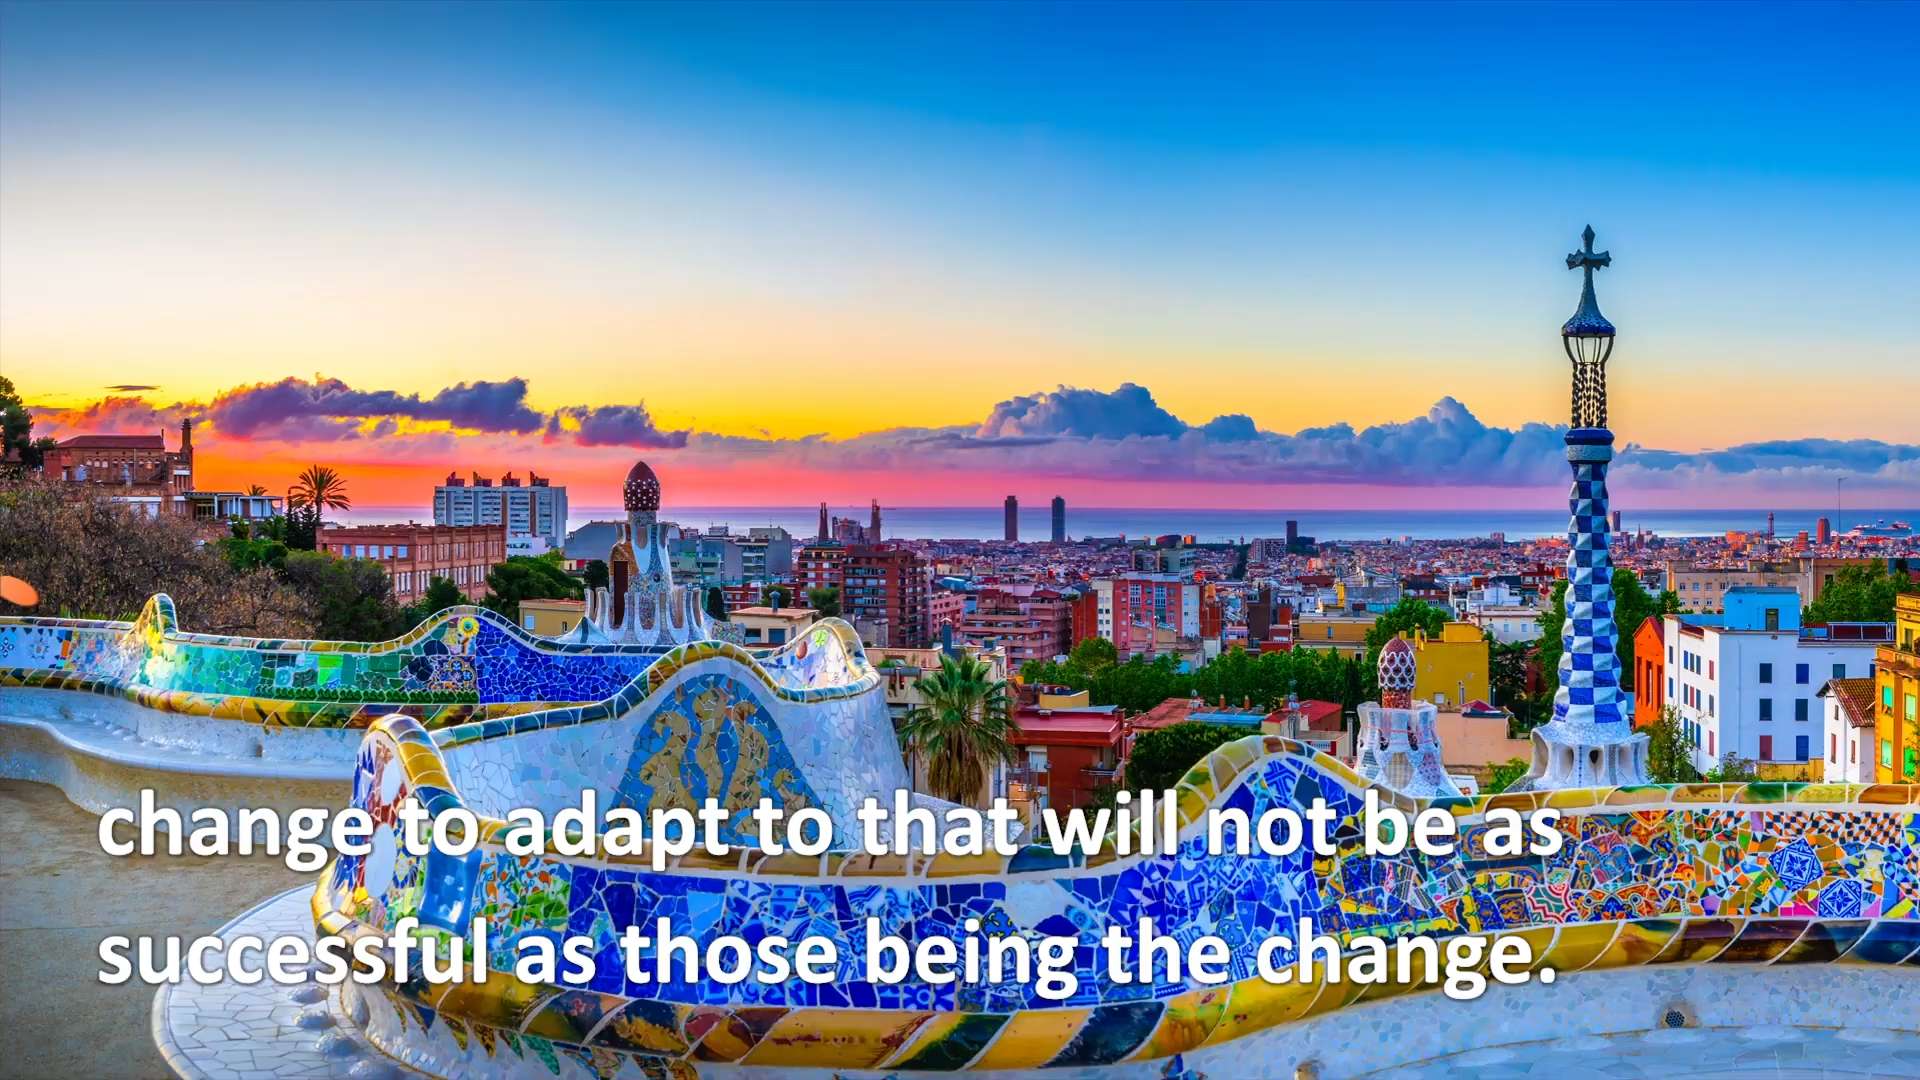 change to adapt to that will not be as
successful as those being the change.